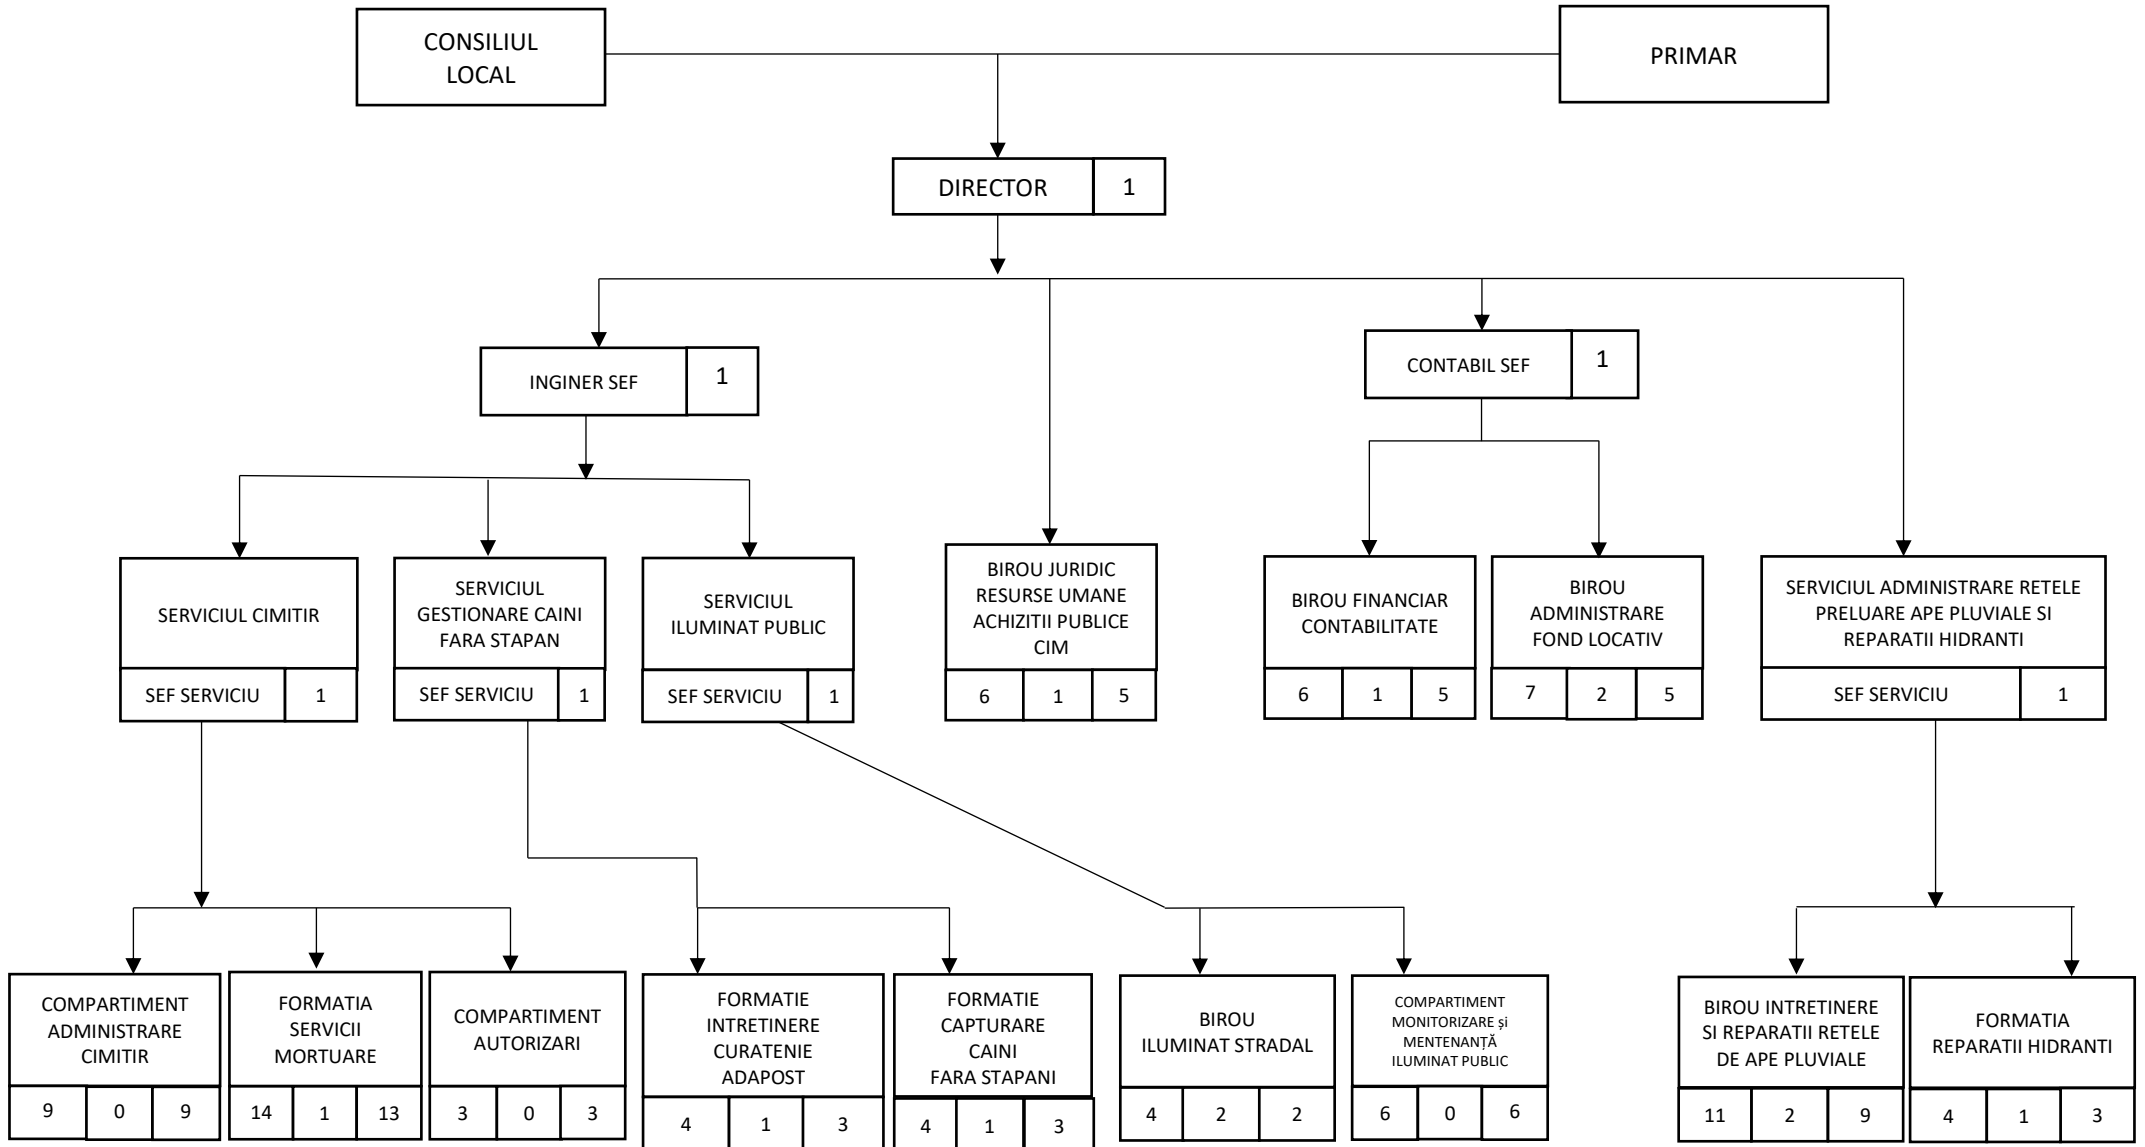 CONSILIUL
LOCAL
PRIMAR
DIRECTOR 1
INGINER SEF 1
CONTABIL SEF 1
SERVICIUL CIMITIR
SEF SERVICIU 1
SERVICIUL
GESTIONARE CAINI
FARA STAPAN
SEF SERVICIU 1
SERVICIUL
ILUMINAT PUBLIC
SEF SERVICIU 1
BIROU JURIDIC
RESURSE UMANE
ACHIZITII PUBLICE
CIM
6 1 5
BIROU FINANCIAR
CONTABILITATE
6 1 5
BIROU
ADMINISTRARE
FOND LOCATIV
7 2 5
SERVICIUL ADMINISTRARE RETELE
PRELUARE APE PLUVIALE SI
REPARATII HIDRANTI
SEF SERVICIU 1
COMPARTIMENT
ADMINISTRARE
CIMITIR
9 0 9
FORMATIA
SERVICII
MORTUARE
14 1 13
COMPARTIMENT
AUTORIZARI
3 0 3
FORMATIE
INTRETINERE
CURATENIE
ADAPOST
4 1 3
FORMATIE
CAPTURARE
CAINI
FARA STAPANI
4 1 3
BIROU
ILUMINAT STRADAL
4 2 2
COMPARTIMENT
MONITORIZARE și
MENTENANȚĂ
ILUMINAT PUBLIC
6 0 6
BIROU INTRETINERE
SI REPARATII RETELE
DE APE PLUVIALE
11 2 9
FORMATIA
REPARATII HIDRANTI
4 1 3